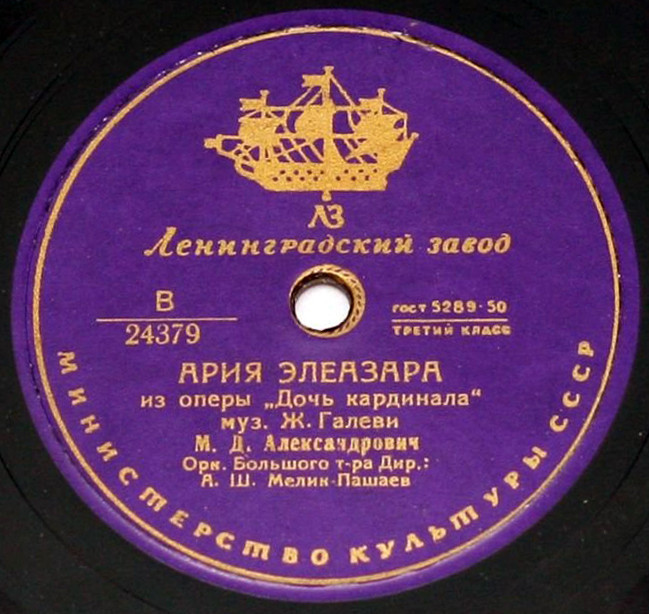 ЛЗ
Ленинградский завод
В
24379
гост 5289-50
третий класс
АРИЯ ЭЛЕАЗАРА
из оперы „Дочь кардинала“
муз. Ж. Галеви
М. Д. Александрович
Орк. Большого т-ра Дир.:
А. Ш. Мелик-Пашаев
МИНИСТЕРСТВО КУЛЬТУРЫ СССР